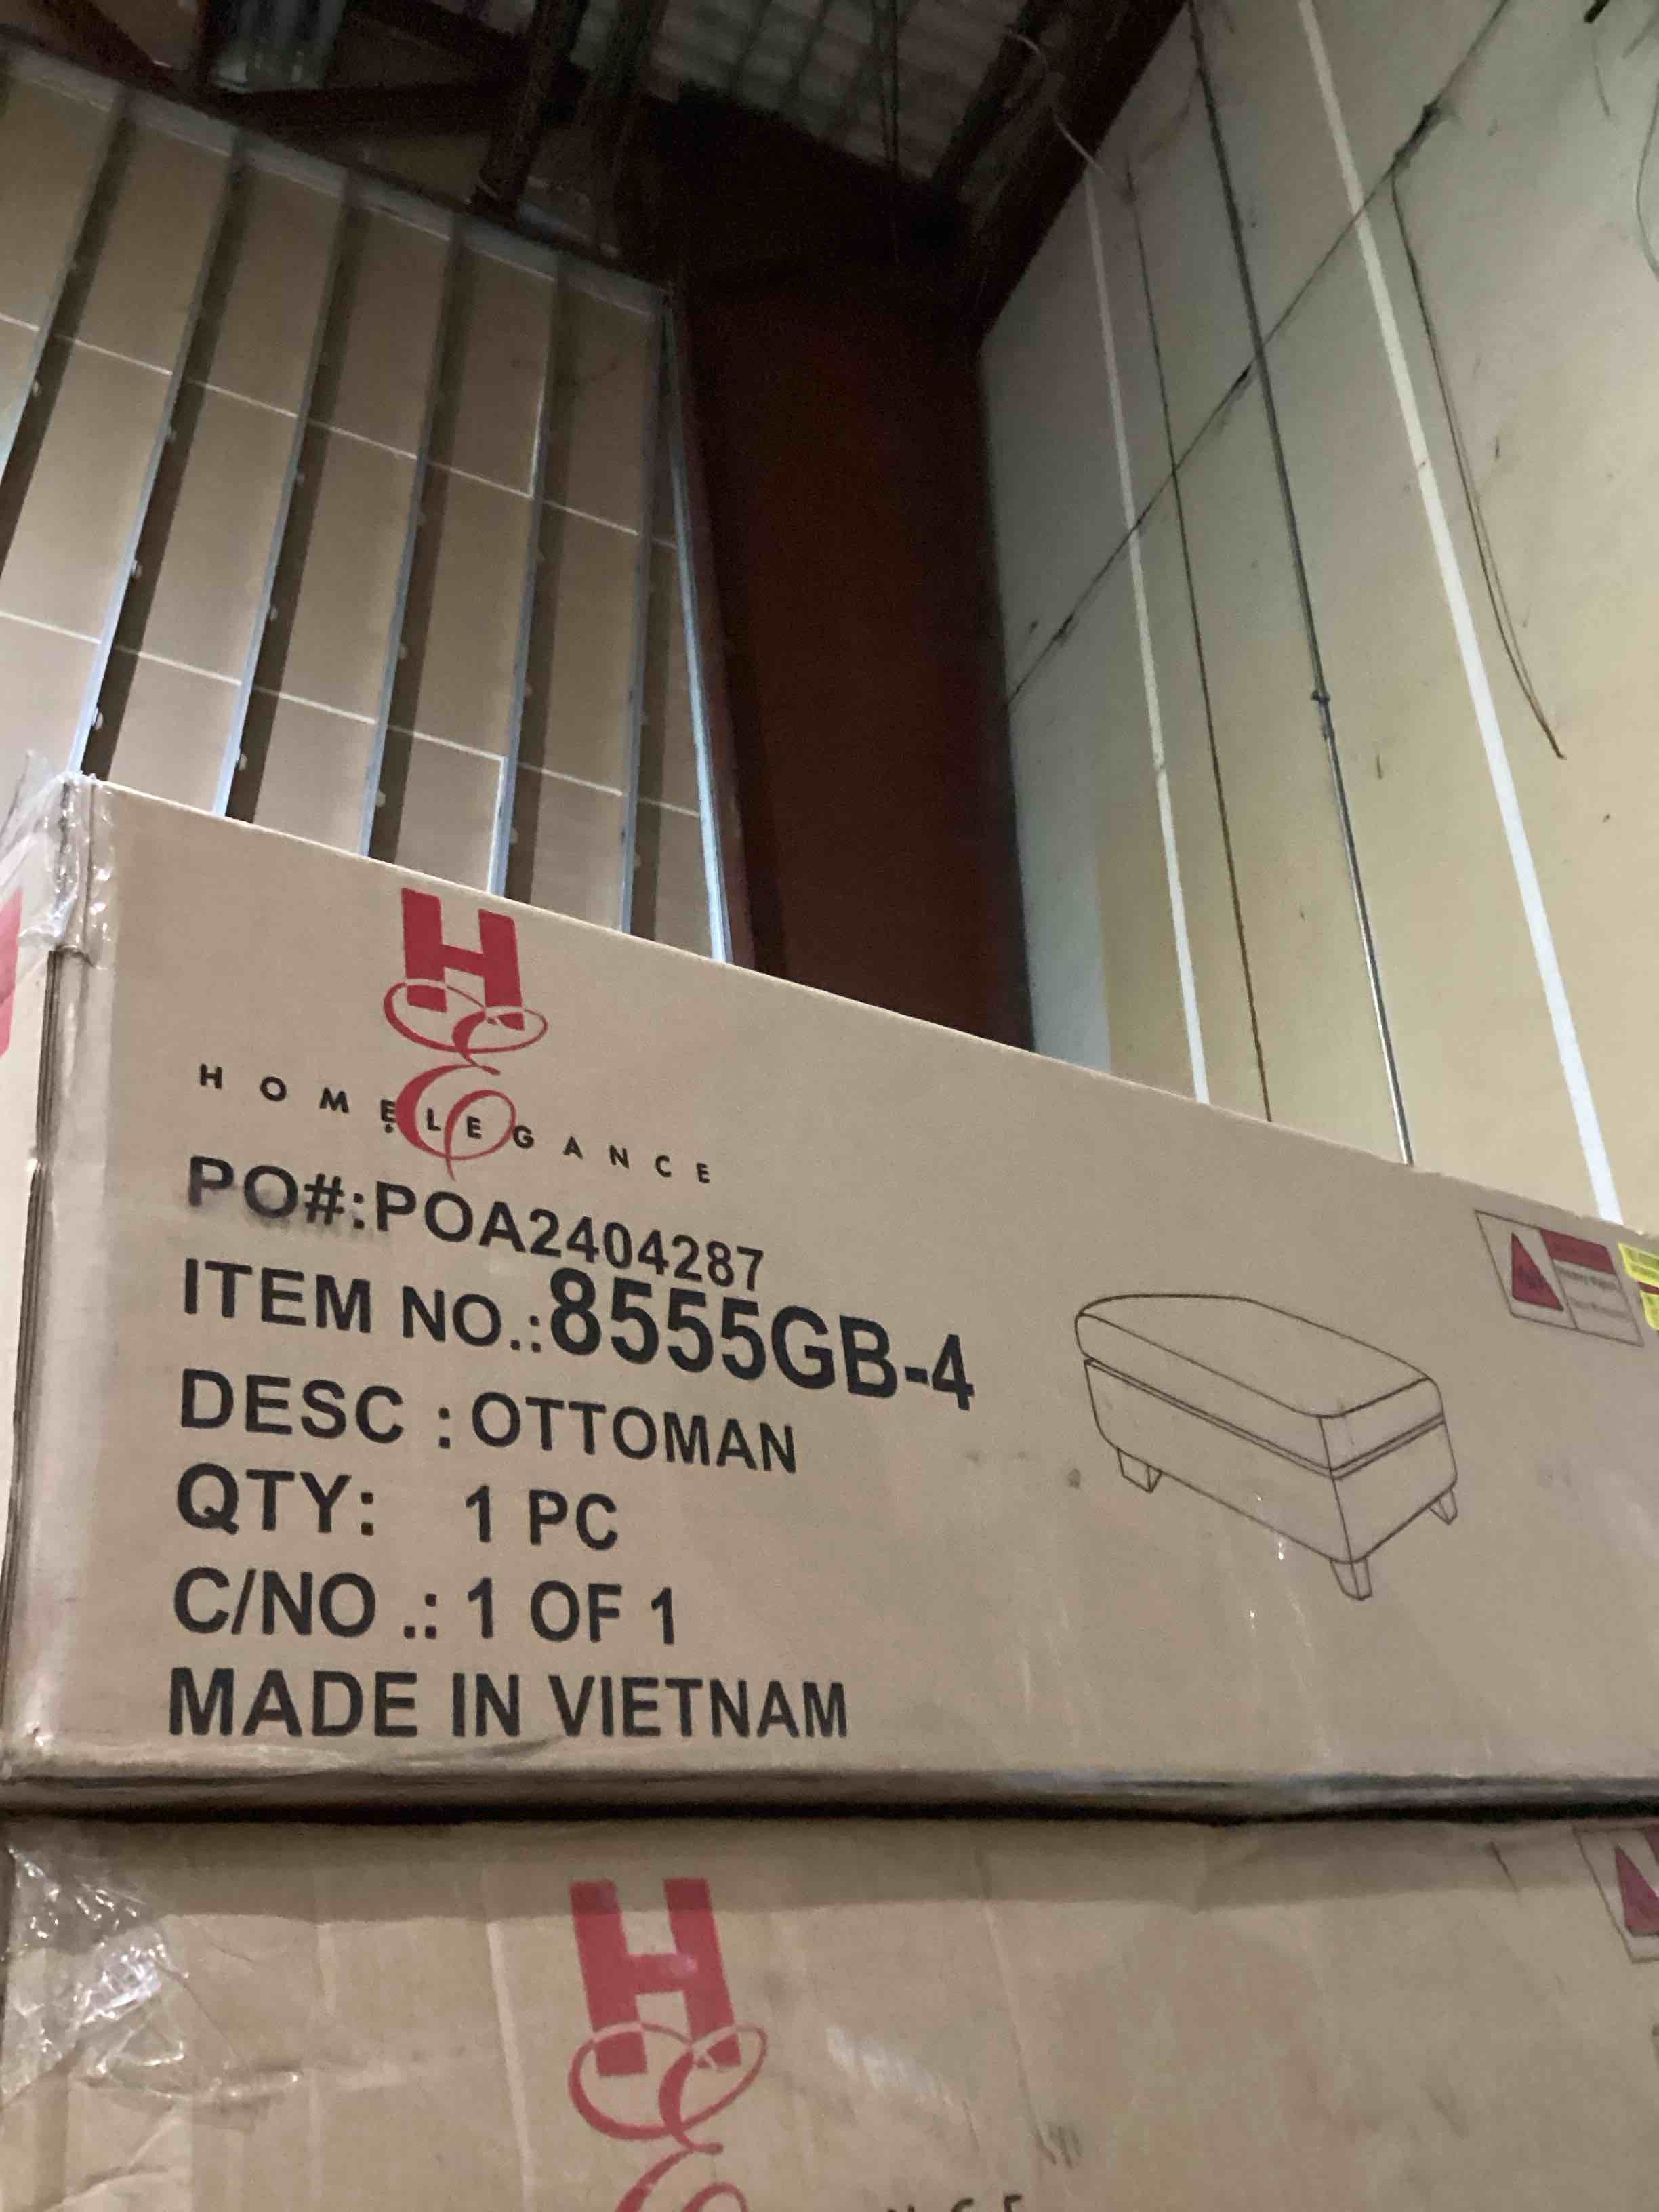 H
E
HOMELEGANCE
PO#:POA2404287
ITEM NO.:8555GB-4
DESC : OTTOMAN
QTY: 1 PC
C/NO .: 1 OF 1
MADE IN VIETNAM
H
E